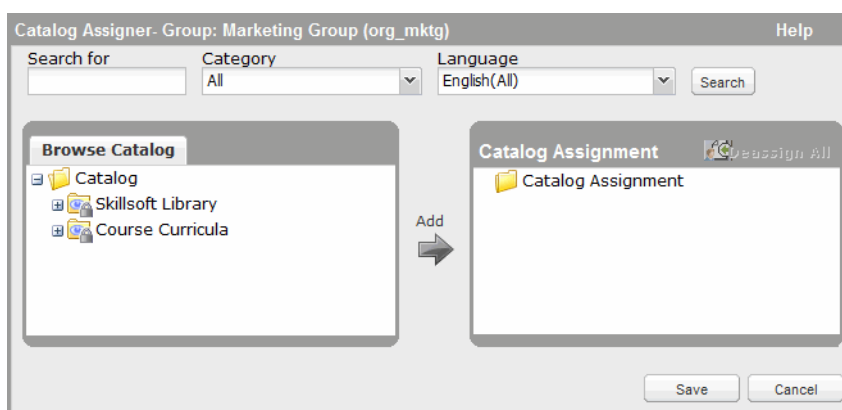 Catalog Assigner- Group: Marketing Group (org_mktg) Help
Search for Category Language
All English(All) Search
Browse Catalog
Catalog
Skillsoft Library
Course Curricula
Add
Catalog Assignment Deassign All
Catalog Assignment
Save Cancel